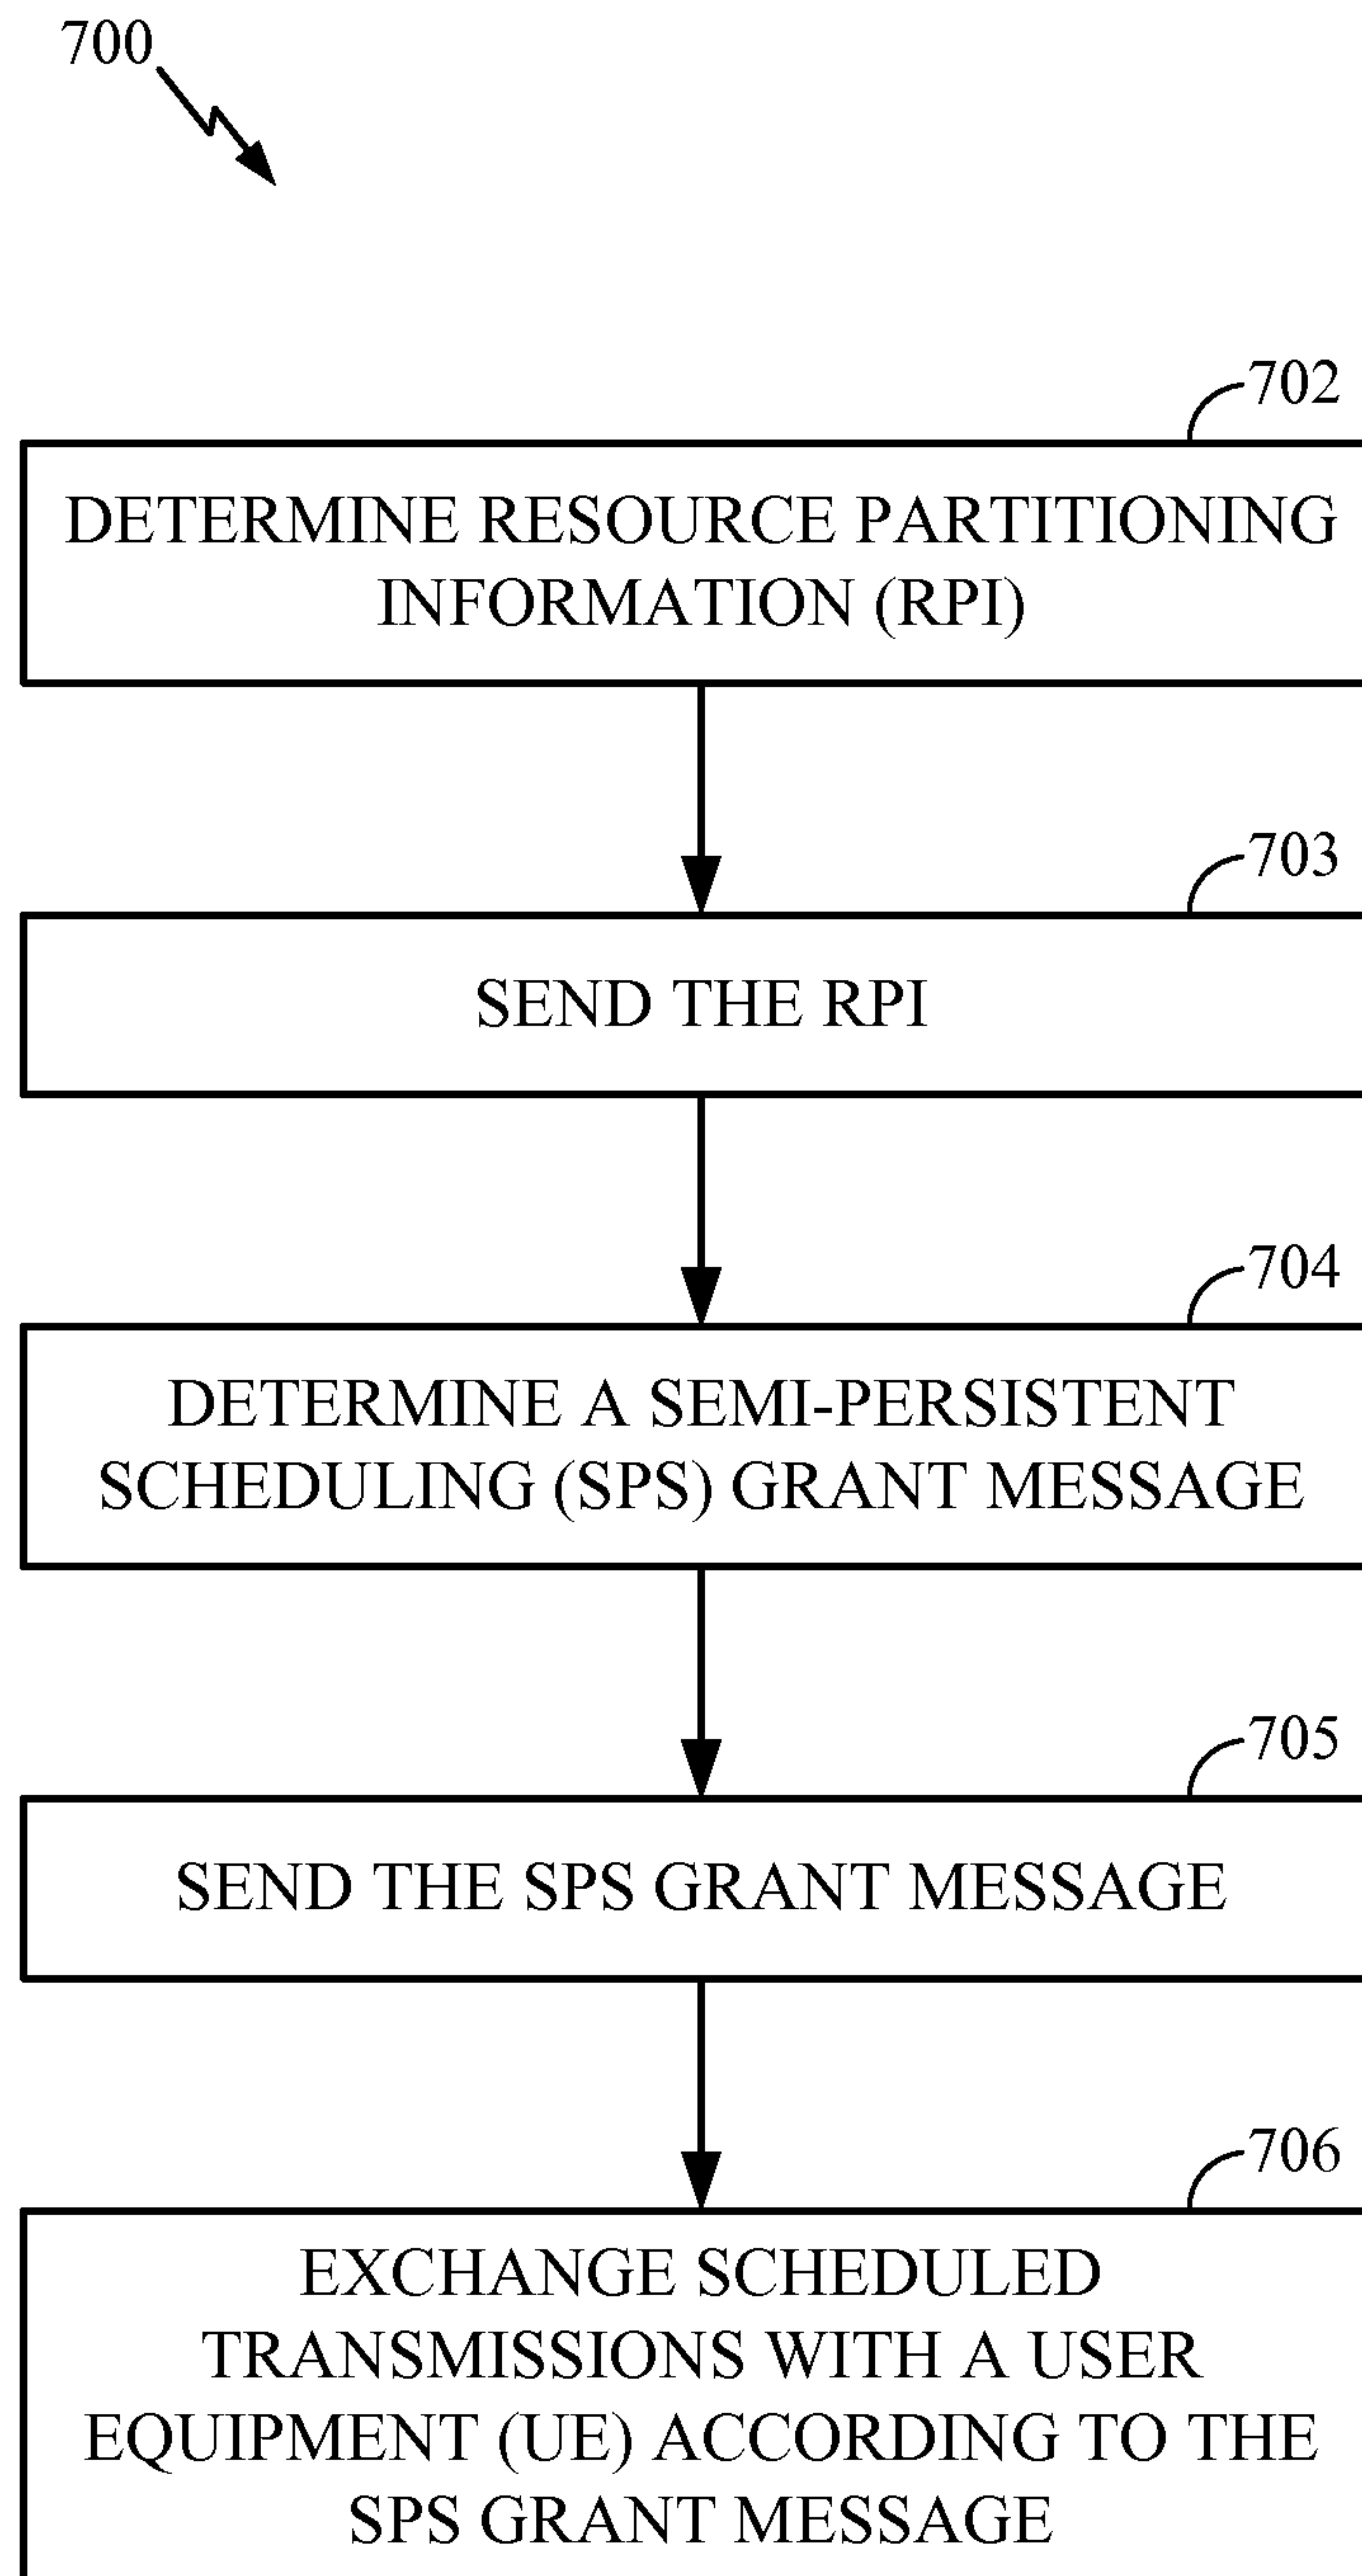 700
702
DETERMINE RESOURCE PARTITIONING
INFORMATION (RPI)
703
SEND THE RPI
704
DETERMINE A SEMI-PERSISTENT
SCHEDULING (SPS) GRANT MESSAGE
705
SEND THE SPS GRANT MESSAGE
706
EXCHANGE SCHEDULED
TRANSMISSIONS WITH A USER
EQUIPMENT (UE) ACCORDING TO THE
SPS GRANT MESSAGE